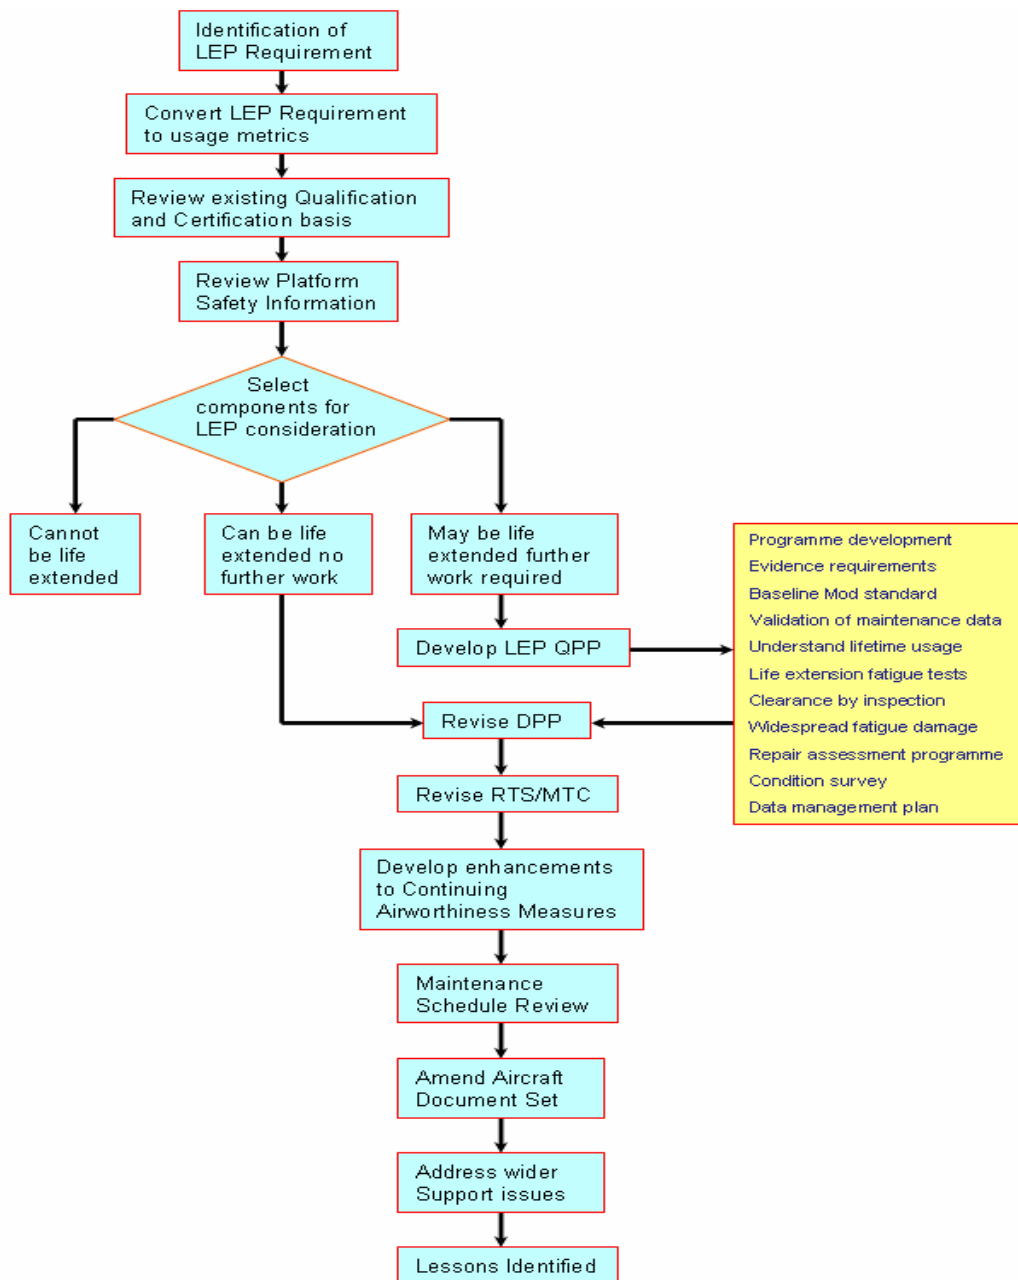 Identification of
LEP Requirement
Convert LEP Requirement
to usage metrics
Review existing Qualification
and Certification basis
Review Platform
Safety Information
Select
components for
LEP consideration
Cannot
be life
extended
Can be life
extended no
further work
May be life
extended further
work required
Develop LEP QPP
Programme development
Evidence requirements
Baseline Mod standard
Validation of maintenance data
Understand lifetime usage
Life extension fatigue tests
Clearance by inspection
Widespread fatigue damage
Repair assessment programme
Condition survey
Data management plan
Revise DPP
Revise RTS/MTC
Develop enhancements
to Continuing
Airworthiness Measures
Maintenance
Schedule Review
Amend Aircraft
Document Set
Address wider
Support issues
Lessons Identified